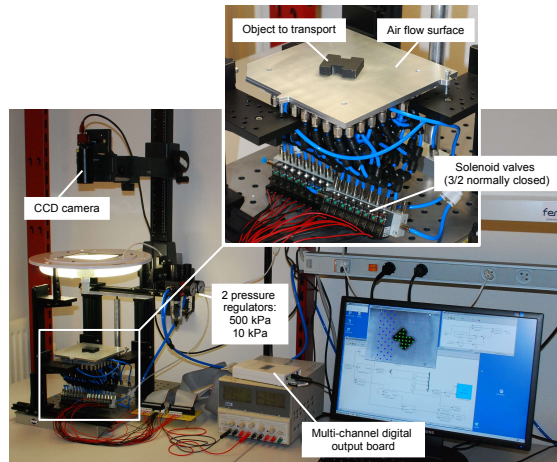 Object to transport
Air flow surface
Solenoid valves
(3/2 normally closed)
CCD camera
2 pressure
regulators:
500 kPa
10 kPa
Multi-channel digital
output board